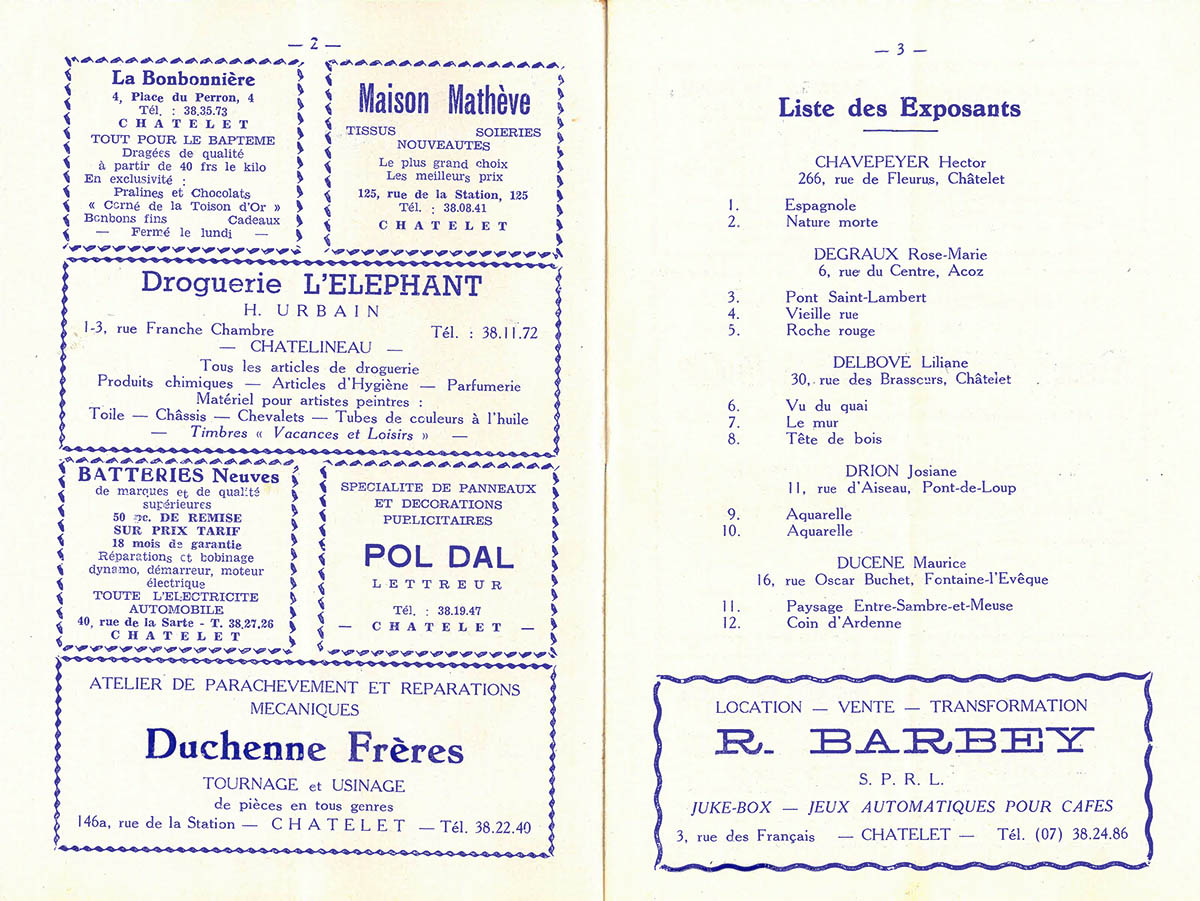 — 2 —
La Bonbonnière
4, Place du Perron, 4
Tél. : 38.35.73
CHATELET
TOUT POUR LE BAPTEME
Dragées de qualité
à partir de 40 frs le kilo
En exclusivité :
Pralines et Chocolats
« Corné de la Toison d'Or »
Bonbons fins Cadeaux
— Fermé le lundi —
Maison Mathève
TISSUS SOIERIES
NOUVEAUTES
Le plus grand choix
Les meilleurs prix
125, rue de la Station, 125
Tél. : 38.08.41
CHATELET
Droguerie L'ELEPHANT
H. URBAIN
1-3, rue Franche Chambre Tél. : 38.11.72
— CHATELINEAU —
Tous les articles de droguerie
Produits chimiques — Articles d'Hygiène — Parfumerie
Matériel pour artistes peintres :
Toile — Châssis — Chevalets — Tubes de couleurs à l'huile
— Timbres « Vacances et Loisirs » —
BATTERIES Neuves
de marques et de qualité
supérieures
50 pc. DE REMISE
SUR PRIX TARIF
18 mois de garantie
Réparations et bobinage
dynamo, démarreur, moteur
électrique
TOUTE L'ELECTRICITE
AUTOMOBILE
40, rue de la Sarte - T. 38.27.26
CHATELET
SPECIALITE DE PANNEAUX
ET DECORATIONS
PUBLICITAIRES
POL DAL
LETTREUR
Tél. : 38.19.47
— CHATELET —
ATELIER DE PARACHEVEMENT ET REPARATIONS
MECANIQUES
Duchenne Frères
TOURNAGE et USINAGE
de pièces en tous genres
146a, rue de la Station — CHATELET — Tél. 38.22.40
— 3 —
Liste des Exposants
CHAVEPEYER Hector
266, rue de Fleurus, Châtelet
1. Espagnole
2. Nature morte
DEGRAUX Rose-Marie
6, rue du Centre, Acoz
3. Pont Saint-Lambert
4. Vieille rue
5. Roche rouge
DELBOVE Liliane
30, rue des Brasseurs, Châtelet
6. Vu du quai
7. Le mur
8. Tête de bois
DRION Josiane
11, rue d'Aiseau, Pont-de-Loup
9. Aquarelle
10. Aquarelle
DUCENE Maurice
16, rue Oscar Buchet, Fontaine-l'Evêque
11. Paysage Entre-Sambre-et-Meuse
12. Coin d'Ardenne
LOCATION — VENTE — TRANSFORMATION
R. BARBEY
S. P. R. L.
JUKE-BOX — JEUX AUTOMATIQUES POUR CAFES
3, rue des Français — CHATELET — Tél. (07) 38.24.86